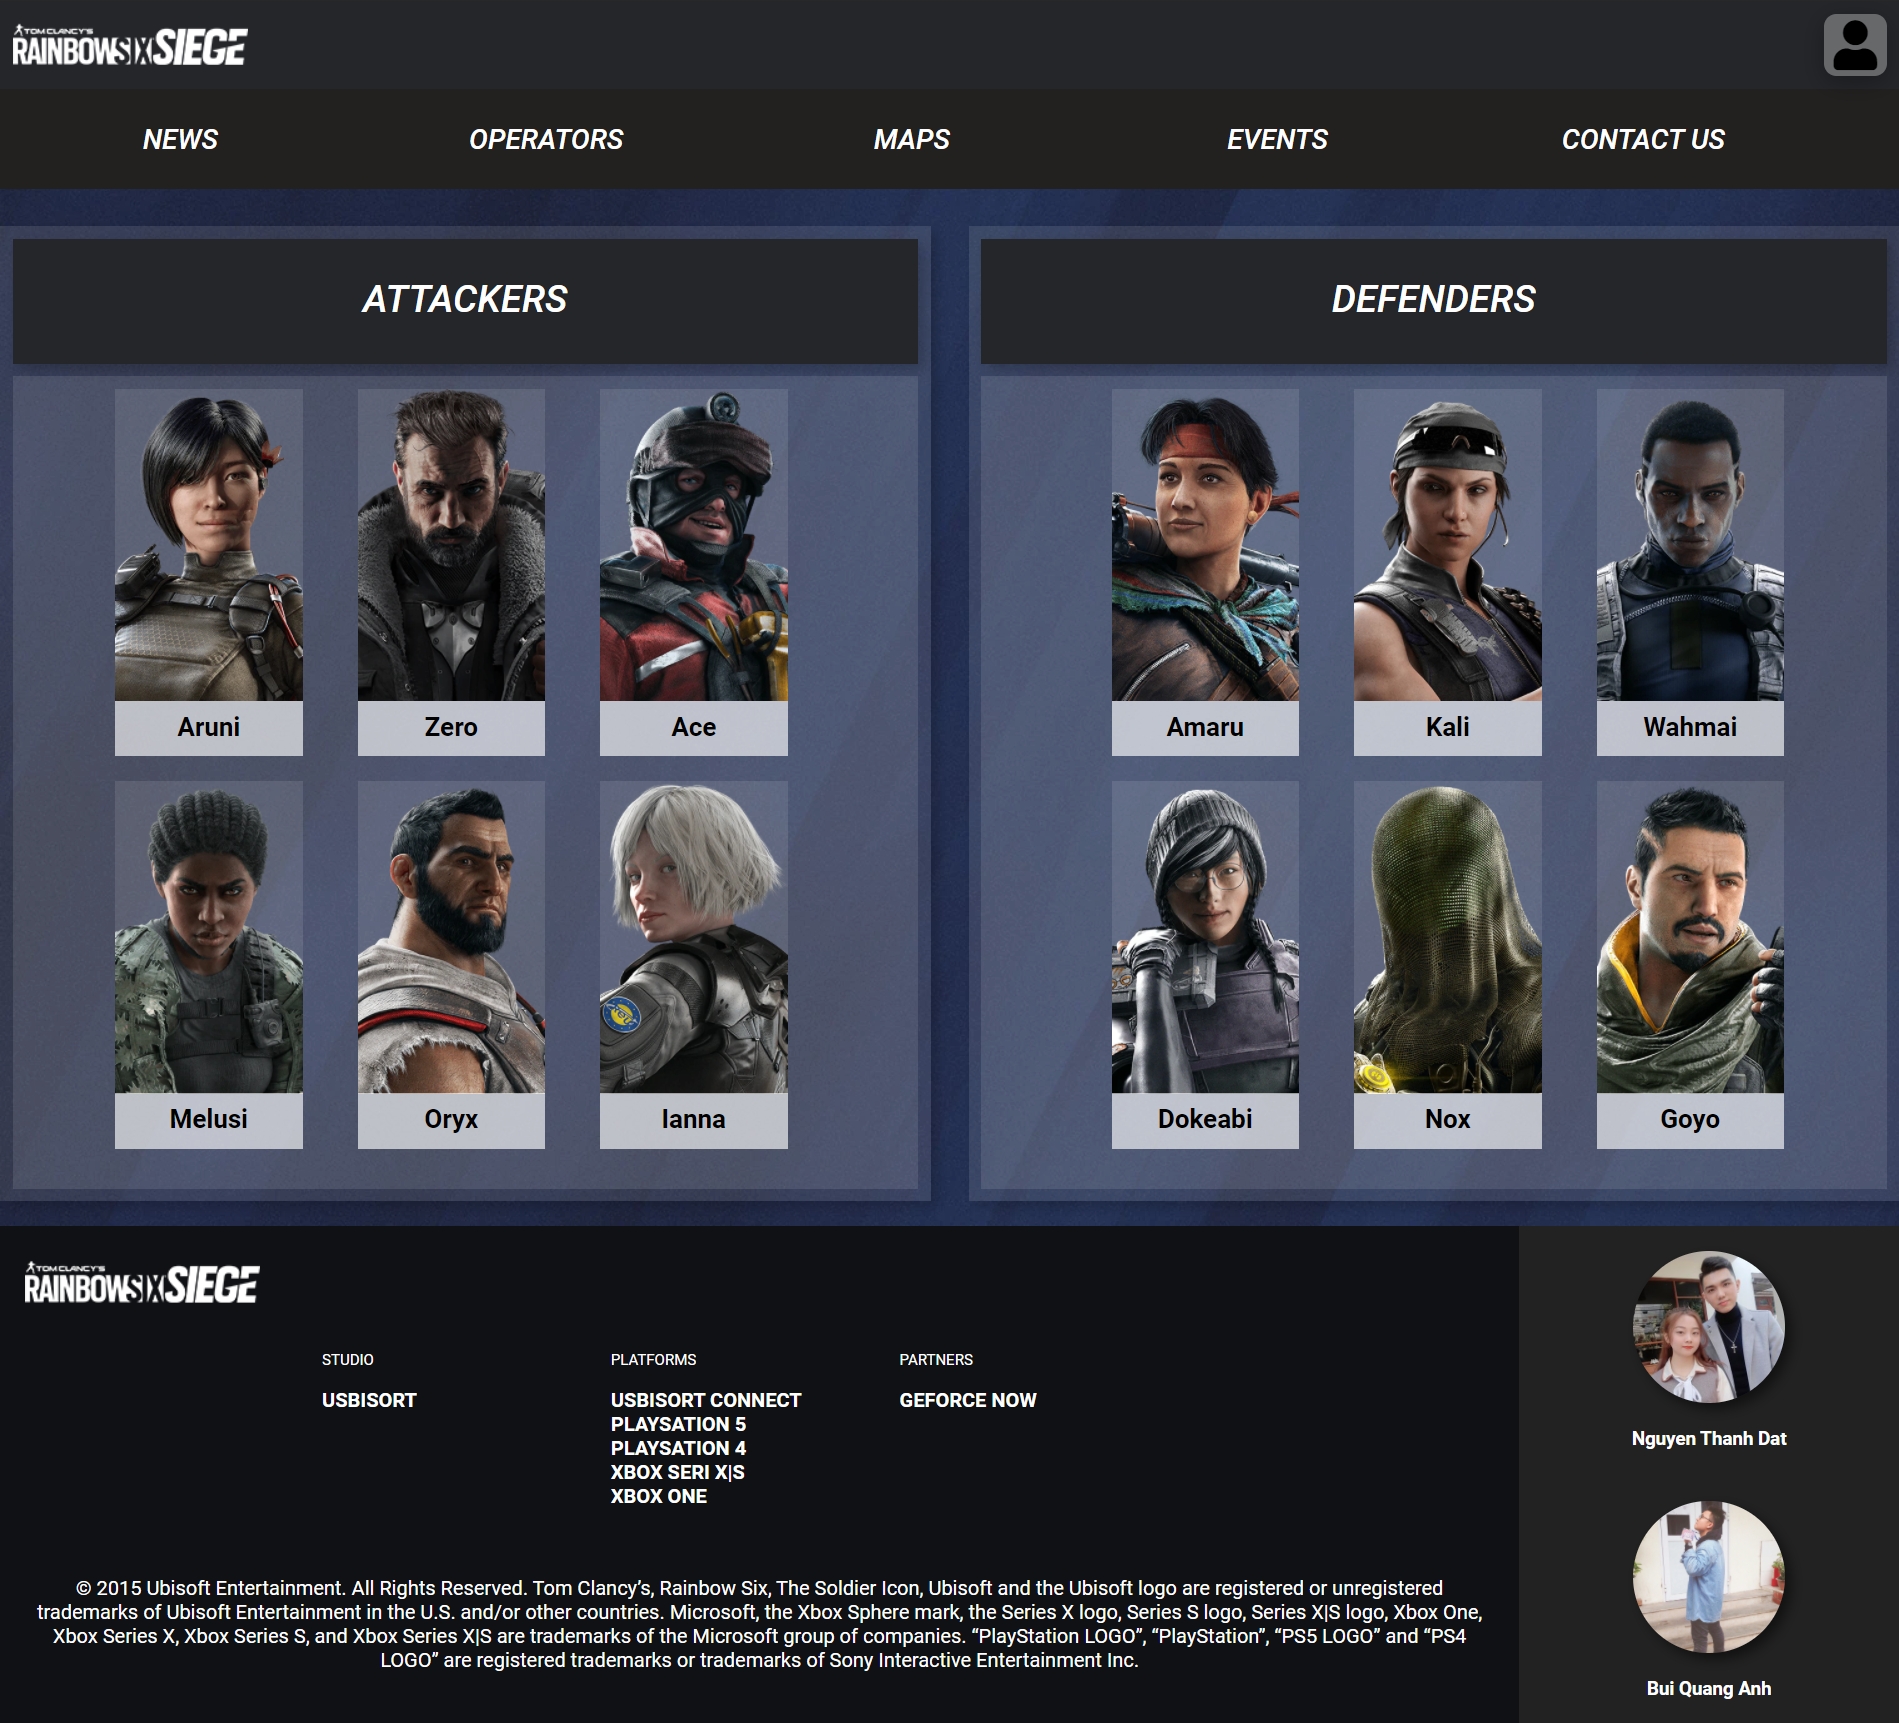 TOM CLANCY'S
RAINBOWSIX SIEGE
NEWS
OPERATORS
MAPS
EVENTS
CONTACT US
ATTACKERS
Aruni
Zero
Ace
Melusi
Oryx
Ianna
DEFENDERS
Amaru
Kali
Wahmai
Dokeabi
Nox
Goyo
TOM CLANCY'S
RAINBOWSIX SIEGE
STUDIO
USBISORT
PLATFORMS
USBISORT CONNECT
PLAYSATION 5
PLAYSATION 4
XBOX SERI X|S
XBOX ONE
PARTNERS
GEFORCE NOW
© 2015 Ubisoft Entertainment. All Rights Reserved. Tom Clancy’s, Rainbow Six, The Soldier Icon, Ubisoft and the Ubisoft logo are registered or unregistered
trademarks of Ubisoft Entertainment in the U.S. and/or other countries. Microsoft, the Xbox Sphere mark, the Series X logo, Series S logo, Series X|S logo, Xbox One,
Xbox Series X, Xbox Series S, and Xbox Series X|S are trademarks of the Microsoft group of companies. “PlayStation LOGO”, “PlayStation”, “PS5 LOGO” and “PS4
LOGO” are registered trademarks or trademarks of Sony Interactive Entertainment Inc.
Nguyen Thanh Dat
Bui Quang Anh